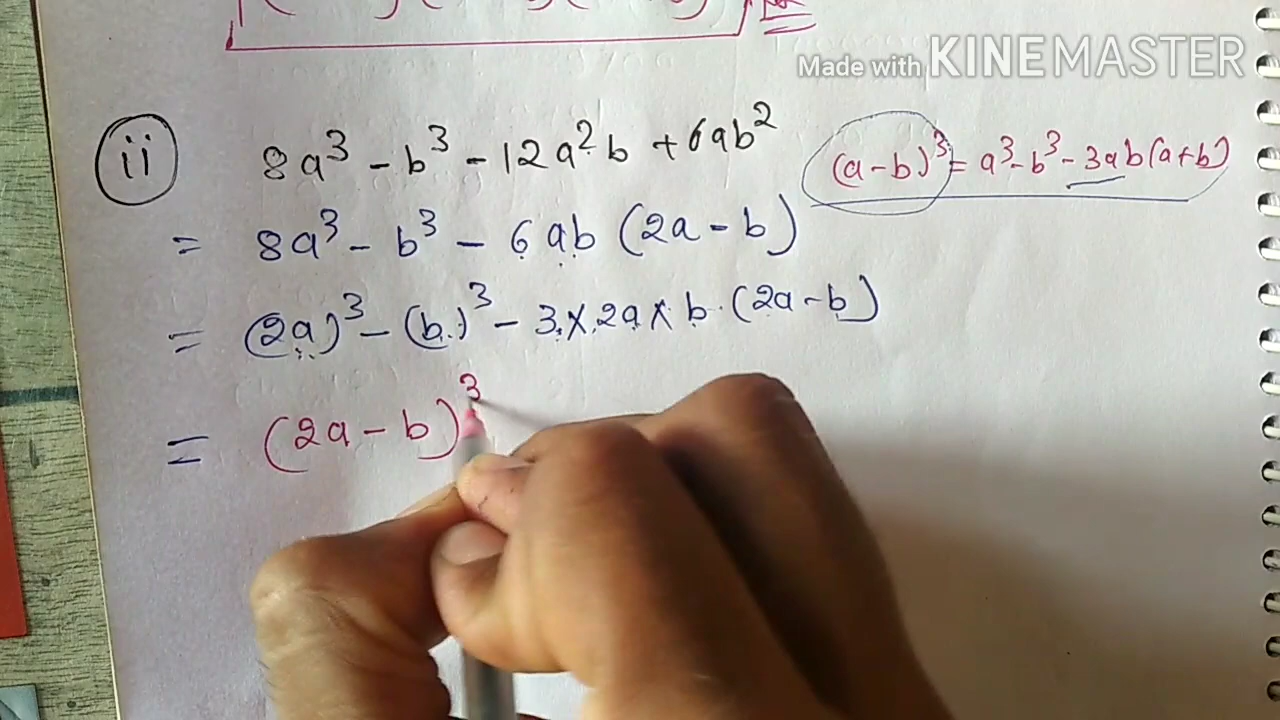 Made with KINEMASTER
ii 8a³ - b³ - 12a²b + 6ab²
(a-b)³ = a³-b³-3ab(a+b)
= 8a³ - b³ - 6ab (2a - b)
= (2a)³ - (b)³ - 3×2a×b.(2a-b)
= (2a - b)³